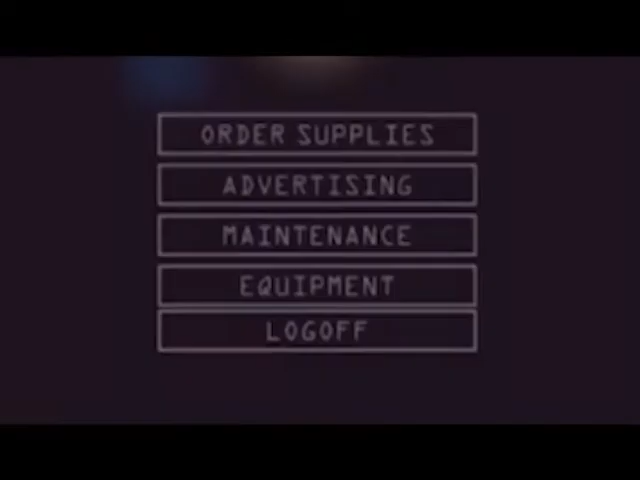 ORDER SUPPLIES
ADVERTISING
MAINTENANCE
EQUIPMENT
LOGOFF